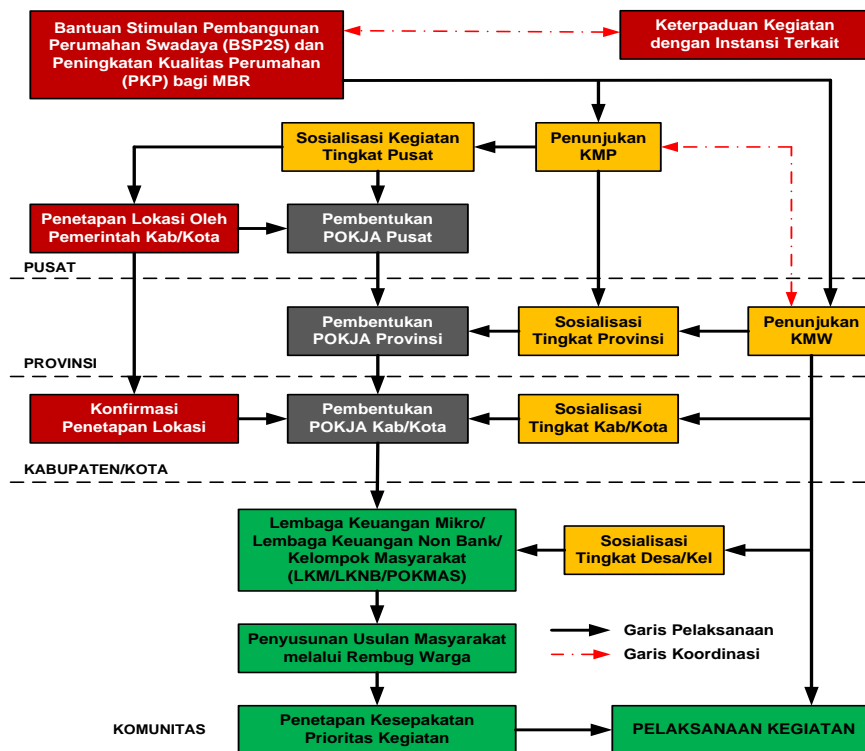 Bantuan Stimulan Pembangunan
Perumahan Swadaya (BSP2S) dan
Peningkatan Kualitas Perumahan
(PKP) bagi MBR
Keterpaduan Kegiatan
dengan Instansi Terkait
Sosialisasi Kegiatan
Tingkat Pusat
Penunjukan
KMP
Penetapan Lokasi Oleh
Pemerintah Kab/Kota
Pembentukan
POKJA Pusat
PUSAT
Pembentukan
POKJA Provinsi
Sosialisasi
Tingkat Provinsi
Penunjukan
KMW
PROVINSI
Konfirmasi
Penetapan Lokasi
Pembentukan
POKJA Kab/Kota
Sosialisasi
Tingkat Kab/Kota
KABUPATEN/KOTA
Lembaga Keuangan Mikro/
Lembaga Keuangan Non Bank/
Kelompok Masyarakat
(LKM/LKNB/POKMAS)
Sosialisasi
Tingkat Desa/Kel
Penyusunan Usulan Masyarakat
melalui Rembug Warga
Garis Pelaksanaan
Garis Koordinasi
KOMUNITAS
Penetapan Kesepakatan
Prioritas Kegiatan
PELAKSANAAN KEGIATAN